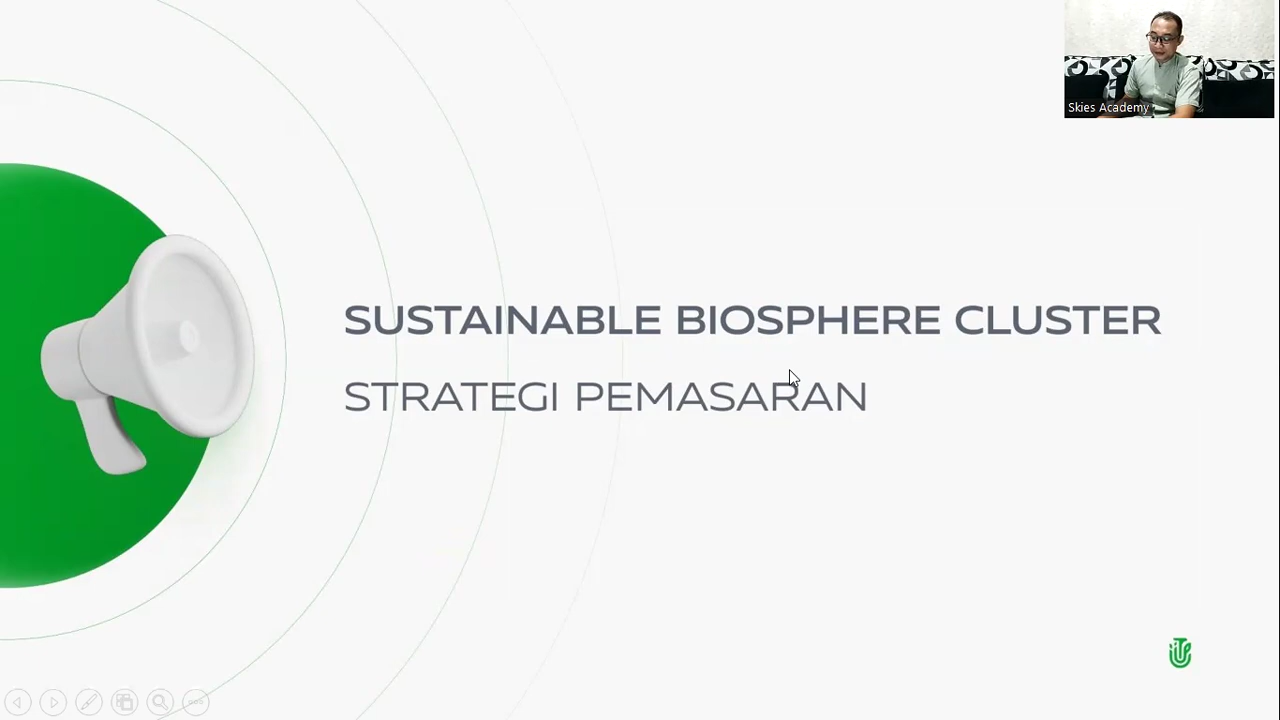 Skies Academy
SUSTAINABLE BIOSPHERE CLUSTER
STRATEGI PEMASARAN